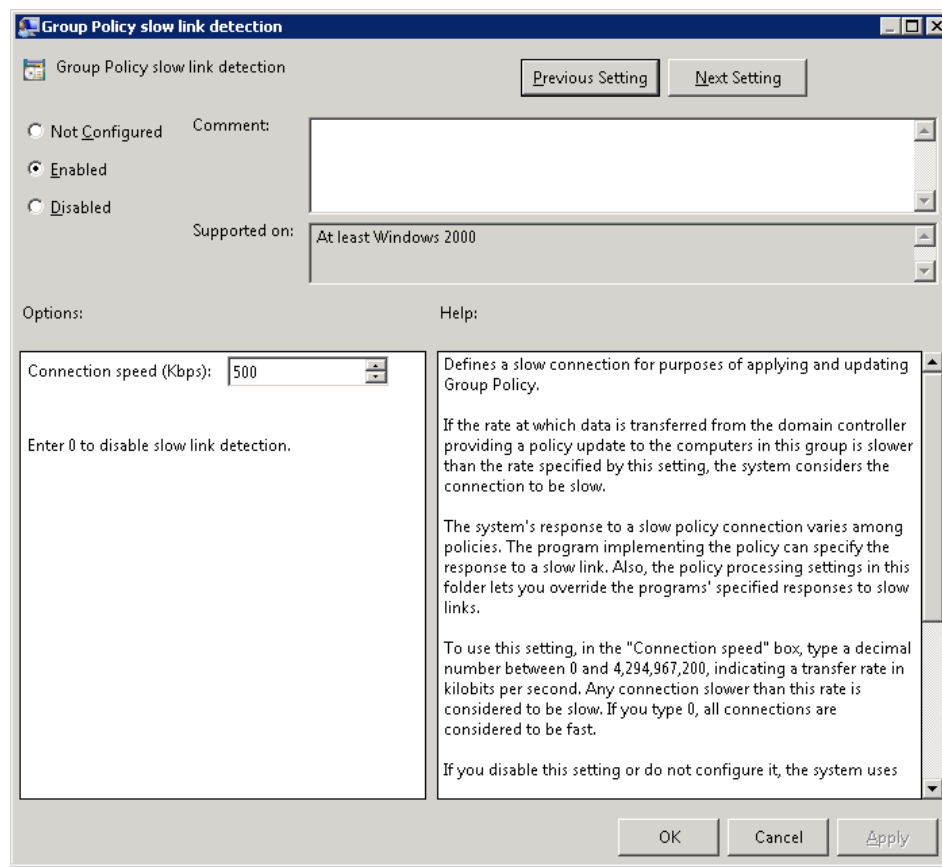 Group Policy slow link detection
Group Policy slow link detection
Previous Setting
Next Setting
Not Configured
Comment:
Enabled
Disabled
Supported on:
At least Windows 2000
Options:
Help:
Connection speed (Kbps):
500
Enter 0 to disable slow link detection.
Defines a slow connection for purposes of applying and updating
Group Policy.
If the rate at which data is transferred from the domain controller
providing a policy update to the computers in this group is slower
than the rate specified by this setting, the system considers the
connection to be slow.
The system's response to a slow policy connection varies among
policies. The program implementing the policy can specify the
response to a slow link. Also, the policy processing settings in this
folder lets you override the programs' specified responses to slow
links.
To use this setting, in the "Connection speed" box, type a decimal
number between 0 and 4,294,967,200, indicating a transfer rate in
kilobits per second. Any connection slower than this rate is
considered to be slow. If you type 0, all connections are
considered to be fast.
If you disable this setting or do not configure it, the system uses
OK
Cancel
Apply